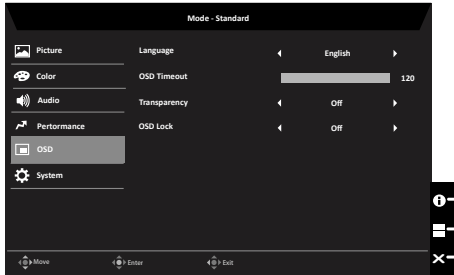 Mode - Standard
Picture
Language
English
Color
OSD Timeout
120
Audio
Transparency
Off
Pertormance
OSD Lock
Off
OSD
System
Move
Enter
Exit